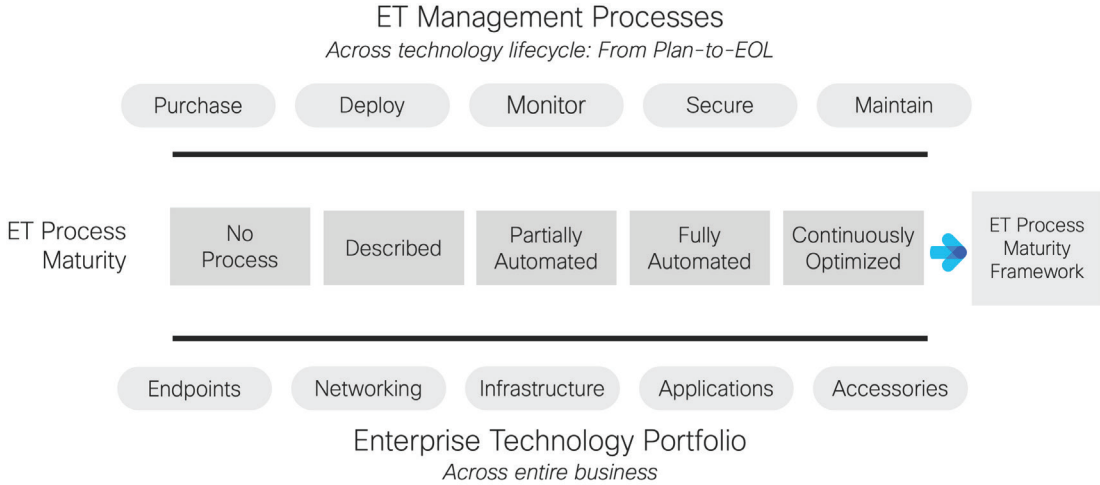 ET Management Processes
Across technology lifecycle: From Plan-to-EOL
Purchase
Deploy
Monitor
Secure
Maintain
ET Process
Maturity
No
Process
Described
Partially
Automated
Fully
Automated
Continuously
Optimized
ET Process
Maturity
Framework
Endpoints
Networking
Infrastructure
Applications
Accessories
Enterprise Technology Portfolio
Across entire business